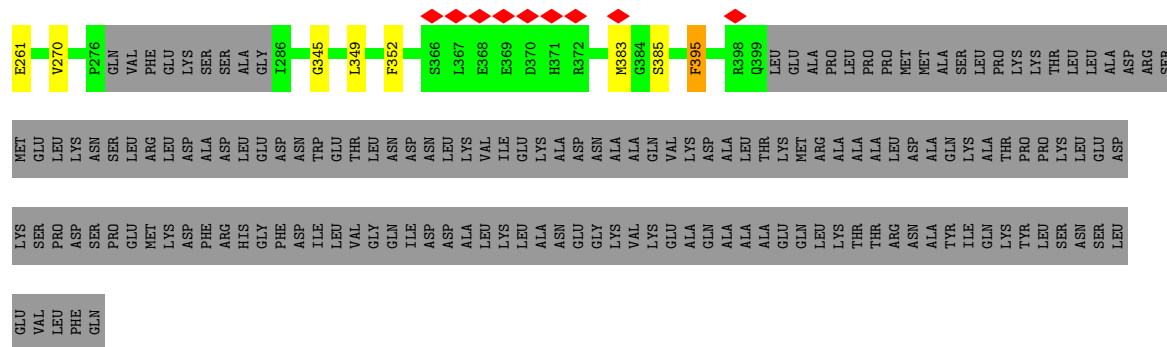 E261 V270 P276 GLN VAL PHE GLU LYS SER SER ALA GLY I286 G345 L349 F352 S366 L367 E368 E369 D370 H371 R372 M383 G384 S385 F395 R398 Q399 LEU GLU ALA PRO LEU PRO PRO MET MET ALA SER LEU PRO LYS LYS THR LEU LEU ALA ASP ARG SER
MET GLU LEU LYS ASN SER LEU ARG LEU ASP ALA ASP LEU GLU ASP ASN TRP GLU THR LEU ASN ASP ASN LEU LYS VAL ILE GLU LYS ALA ASP ASN ALA ALA GLN VAL LYS ASP ALA LEU THR LYS MET ARG ALA ALA ALA LEU ASP ALA GLN LYS ALA THR PRO PRO LYS LEU GLU ASP
LYS SER PRO ASP SER PRO GLU MET LYS ASP PHE ARG HIS GLY PHE ASP ILE LEU VAL GLY GLN ILE ASP ASP ALA LEU LYS LEU ALA ASN GLU GLY LYS VAL LYS GLU ALA GLN ALA ALA ALA GLU GLN LEU LYS THR THR ARG ASN ALA TYR ILE GLN LYS TYR LEU SER ASN SER LEU
GLU VAL LEU PHE GLN